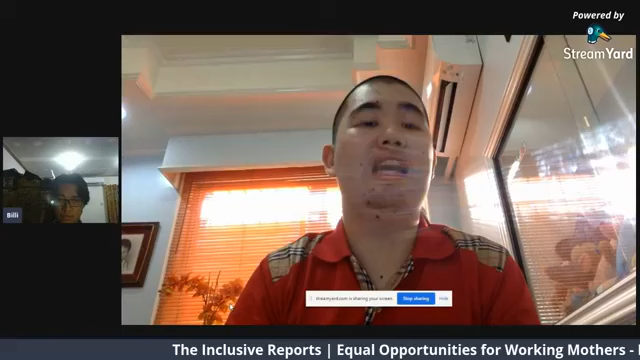 Powered by
StreamYard
Billi
streamyard.com is sharing your screen.
Stop sharing
Hide
The Inclusive Reports | Equal Opportunities for Working Mothers -